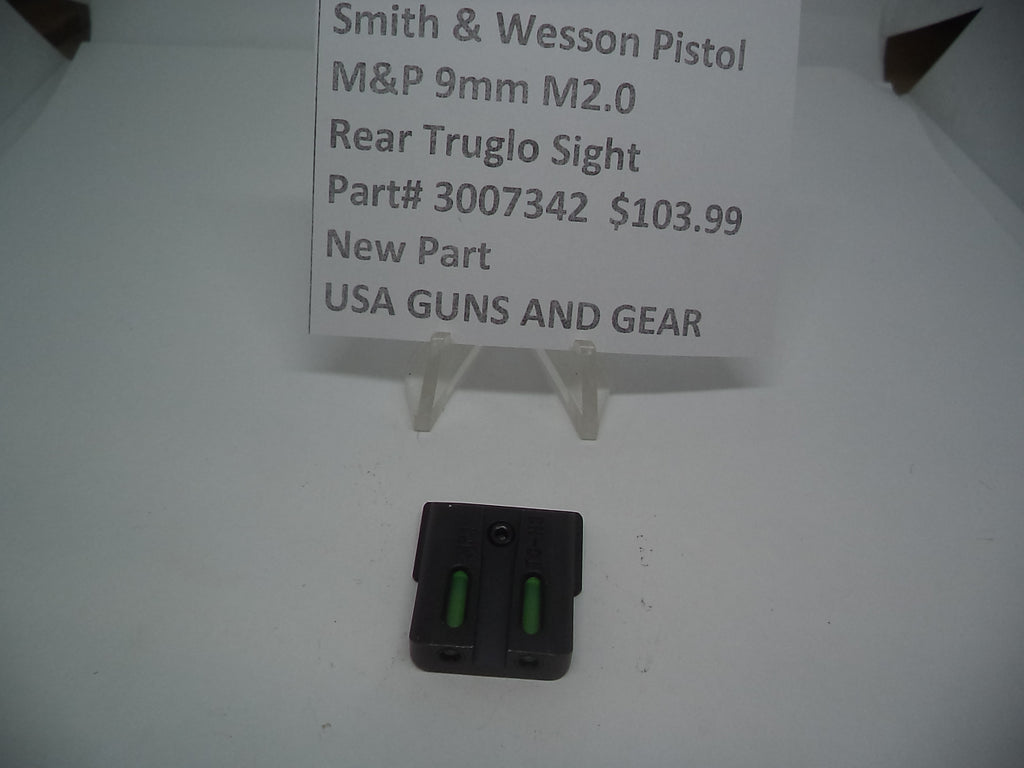 Smith & Wesson Pistol
M&P 9mm M2.0
Rear Truglo Sight
Part# 3007342 $103.99
New Part
USA GUNS AND GEAR